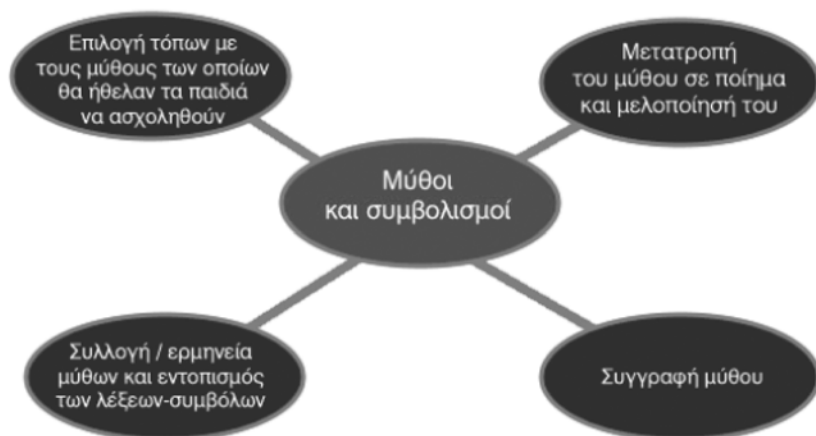 Επιλογή τόπων με
τους μύθους των οποίων
θα ήθελαν τα παιδιά
να ασχοληθούν
Μετατροπή
του μύθου σε ποίημα
και μελοποίησή του
Μύθοι
και συμβολισμοί
Συλλογή / ερμηνεία
μύθων και εντοπισμός
των λέξεων-συμβόλων
Συγγραφή μύθου